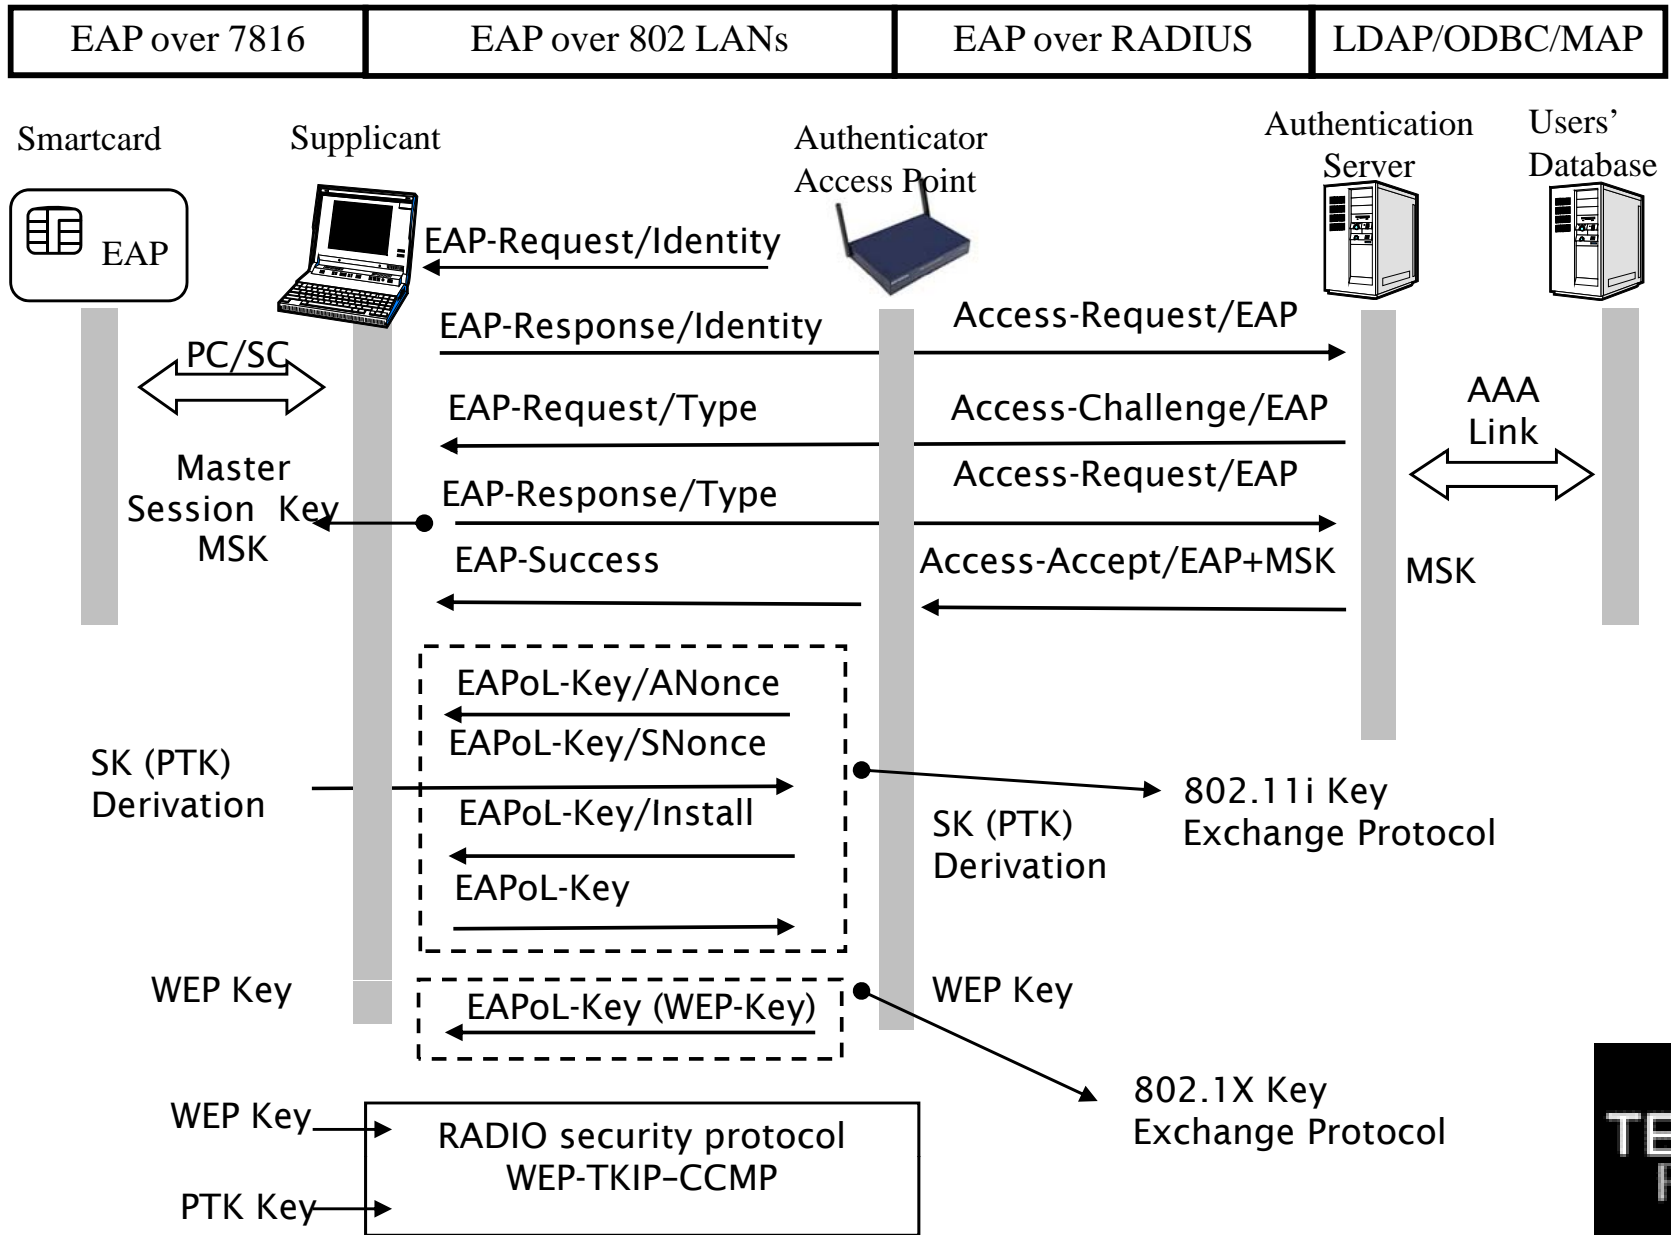 EAP over 7816
EAP over 802 LANs
EAP over RADIUS
LDAP/ODBC/MAP
Smartcard
Supplicant
Authenticator
Access Point
Authentication
Server
Users’
Database
EAP
EAP-Request/Identity
EAP-Response/Identity
Access-Request/EAP
PC/SC
EAP-Request/Type
Access-Challenge/EAP
AAA
Link
Master
Session Key
MSK
EAP-Response/Type
Access-Request/EAP
EAP-Success
Access-Accept/EAP+MSK
MSK
EAPoL-Key/ANonce
EAPoL-Key/SNonce
SK (PTK)
Derivation
EAPoL-Key/Install
EAPoL-Key
SK (PTK)
Derivation
802.11i Key
Exchange Protocol
WEP Key
EAPoL-Key (WEP-Key)
WEP Key
802.1X Key
Exchange Protocol
WEP Key
PTK Key
RADIO security protocol
WEP-TKIP–CCMP